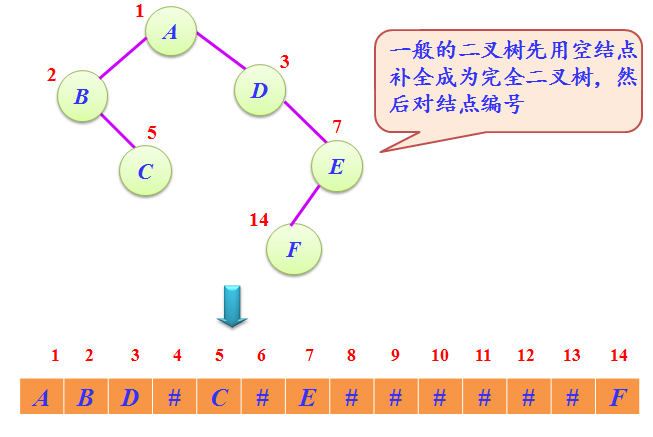 1
A
一般的二叉树先用空结点
补全成为完全二叉树，然
后对结点编号
2
B
3
D
5
C
7
E
14
F
1 2 3 4 5 6 7 8 9 10 11 12 13 14
A B D # C # E # # # # # # F